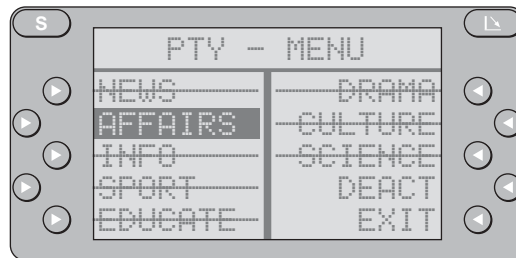 S
PTY - MENU
NEWS DRAMA
AFFAIRS CULTURE
INFO SCIENCE
SPORT DEACT
EDUCATE EXIT